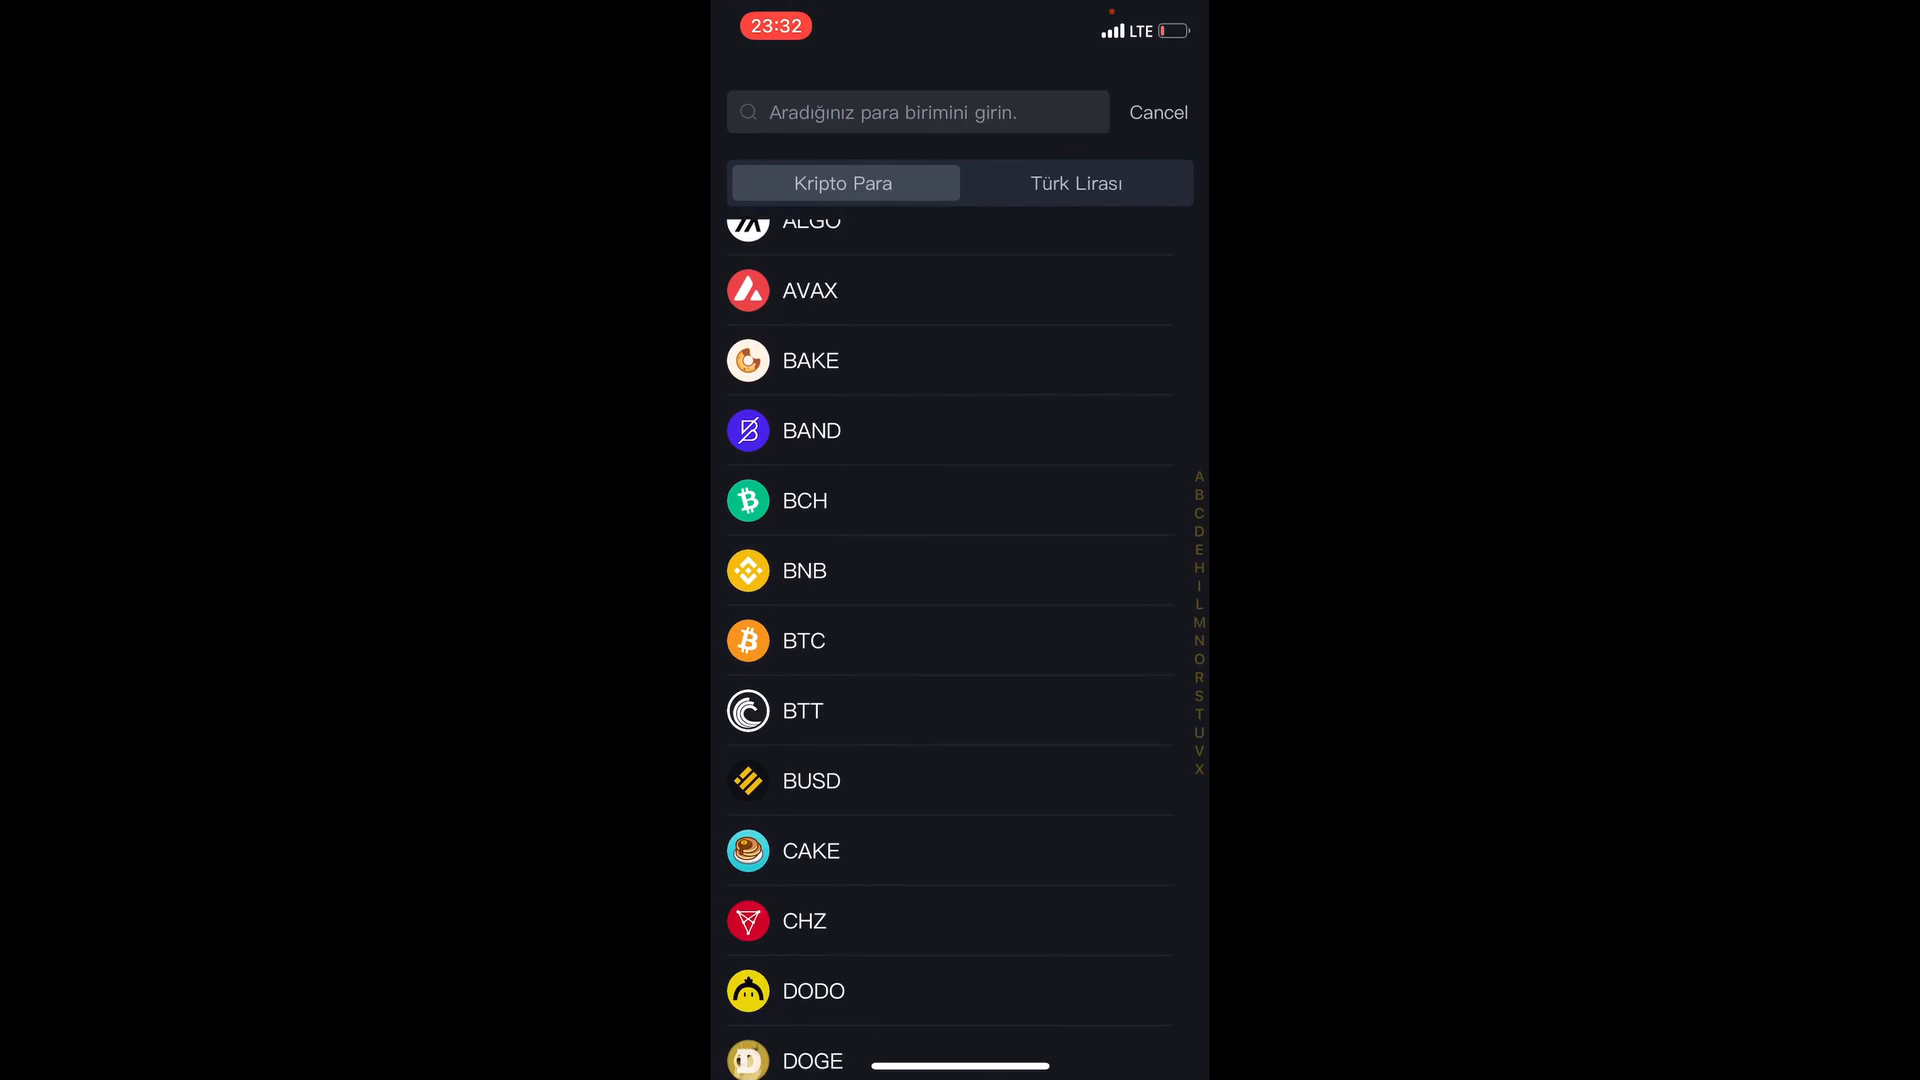 23:32
LTE
Aradığınız para birimini girin.
Cancel
Kripto Para
Türk Lirası
ALGO
AVAX
BAKE
BAND
BCH
BNB
BTC
BTT
BUSD
CAKE
CHZ
DODO
DOGE
A
B
C
D
E
H
I
L
M
N
O
R
S
T
U
V
X